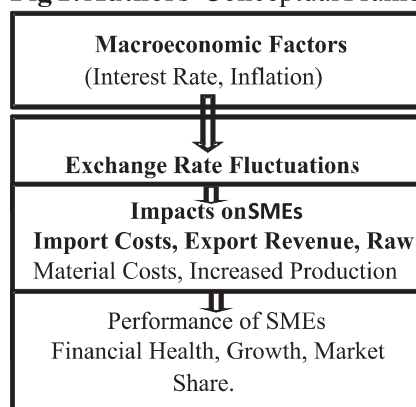 Macroeconomic Factors
(Interest Rate, Inflation)
Exchange Rate Fluctuations
Impacts onSMEs
Import Costs, Export Revenue, Raw
Material Costs, Increased Production
Performance of SMEs
Financial Health, Growth, Market
Share.